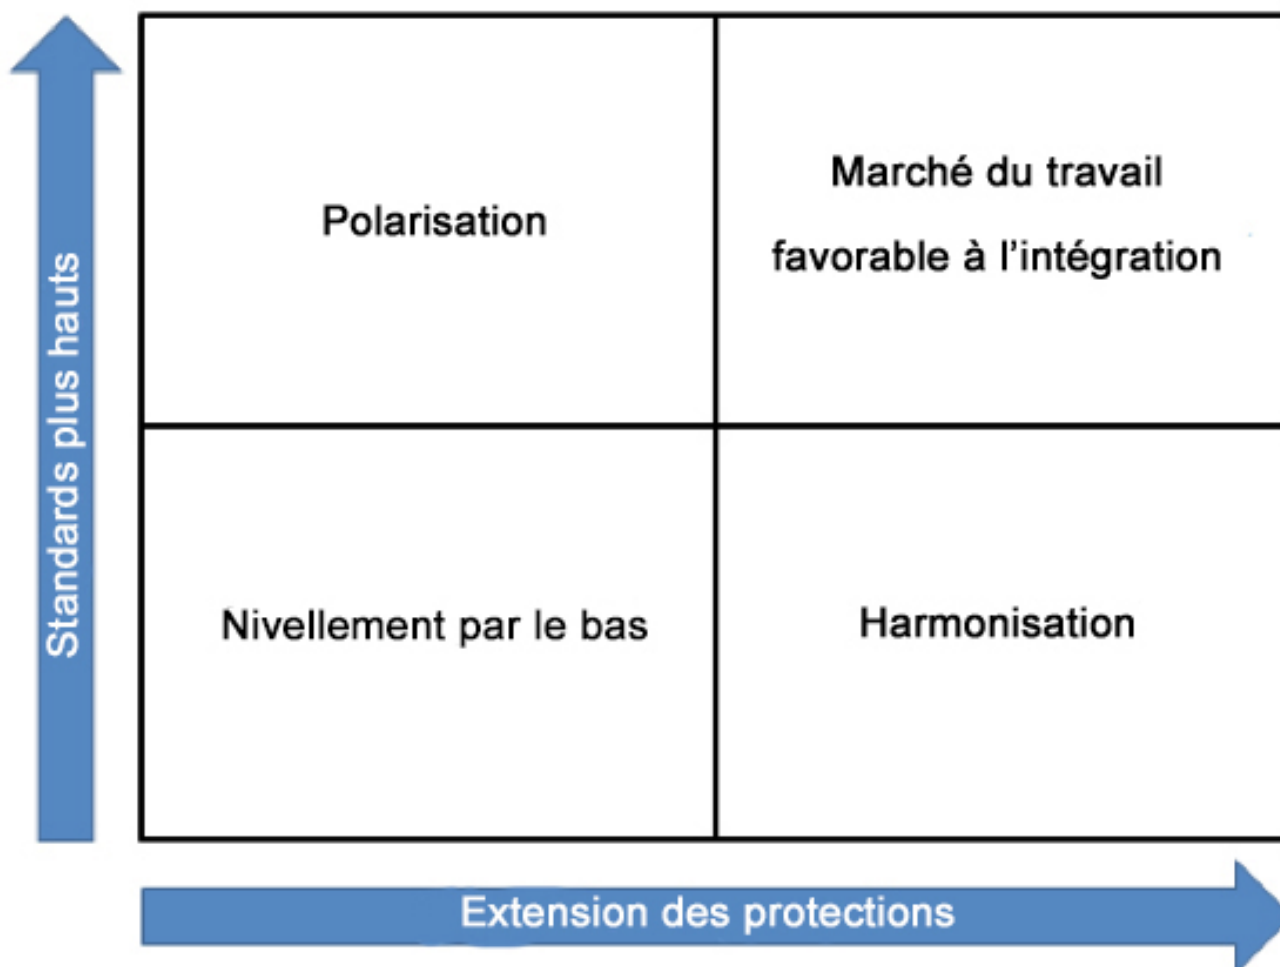 Standards plus hauts
Polarisation
Marché du travail
favorable à l'intégration
Nivellement par le bas
Harmonisation
Extension des protections